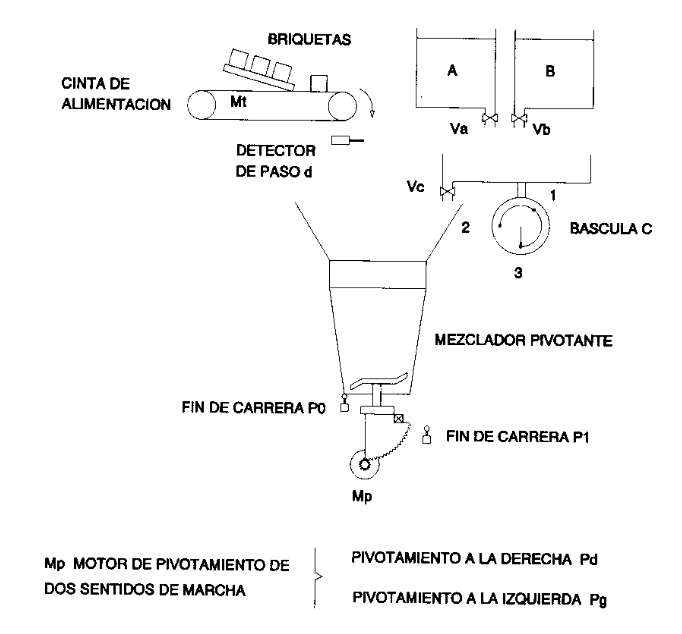 BRIQUETAS
CINTA DE
ALIMENTACION
Mt
A
B
Va
Vb
DETECTOR
DE PASO d
Vc
1
2
BASCULA C
3
MEZCLADOR PIVOTANTE
FIN DE CARRERA P0
FIN DE CARRERA P1
Mp
Mp MOTOR DE PIVOTAMIENTO DE
DOS SENTIDOS DE MARCHA
PIVOTAMIENTO A LA DERECHA Pd
PIVOTAMIENTO A LA IZQUIERDA Pg